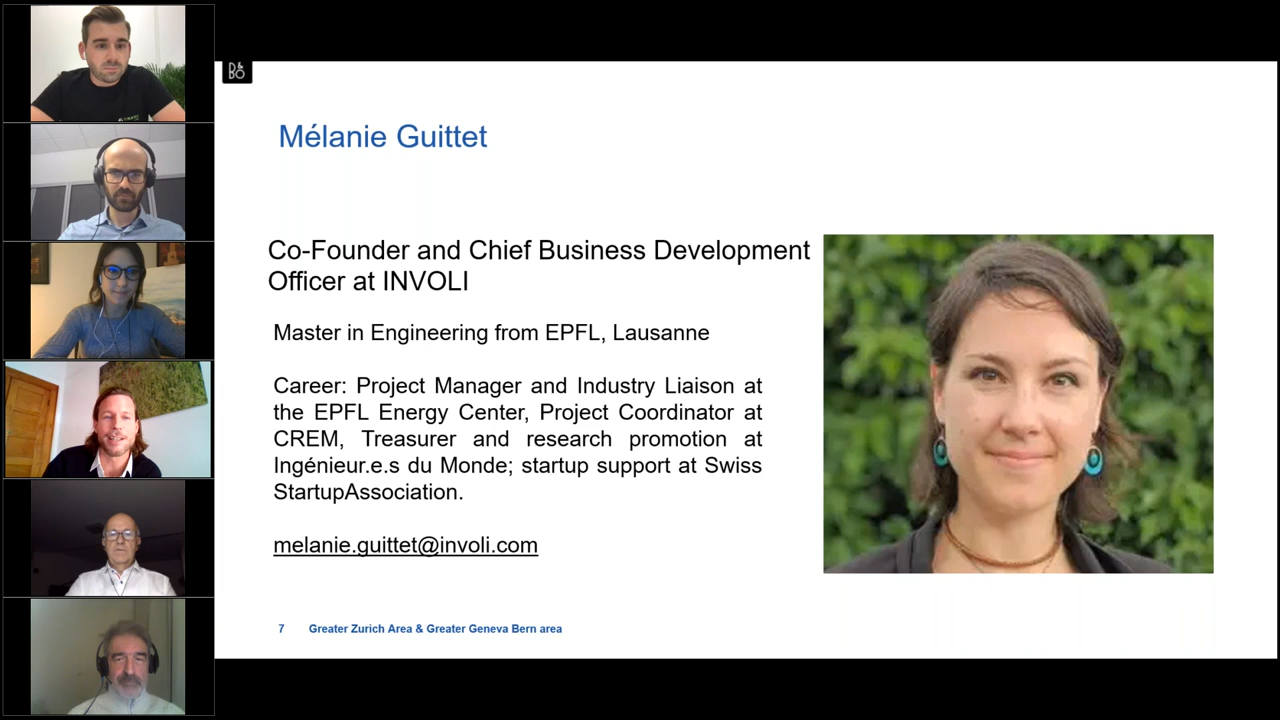 D&
BO
Mélanie Guittet
Co-Founder and Chief Business Development
Officer at INVOLI
Master in Engineering from EPFL, Lausanne
Career: Project Manager and Industry Liaison at
the EPFL Energy Center, Project Coordinator at
CREM, Treasurer and research promotion at
Ingénieur.e.s du Monde; startup support at Swiss
StartupAssociation.
melanie.guittet@involi.com
7 Greater Zurich Area & Greater Geneva Bern area